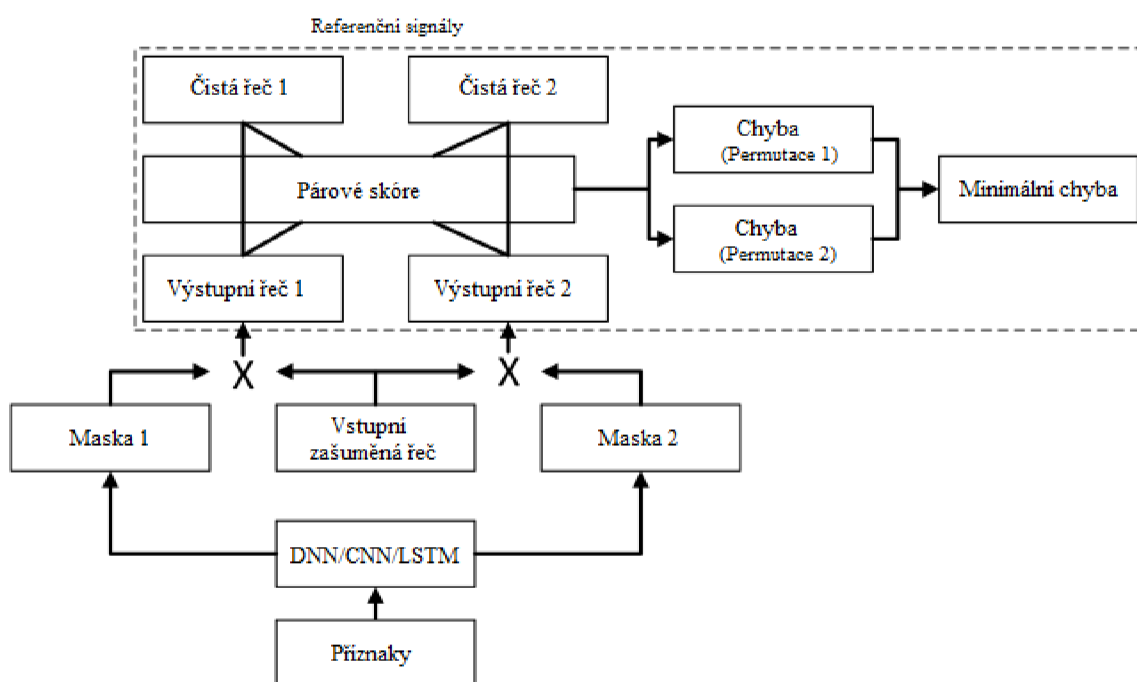 Referenční signály
Čistá řeč 1
Čistá řeč 2
Chyba
(Permutace 1)
Párové skóre
Minimální chyba
Chyba
(Permutace 2)
Výstupní řeč 1
Výstupní řeč 2
X
X
Maska 1
Vstupní
zašuměná řeč
Maska 2
DNN/CNN/LSTM
Příznaky